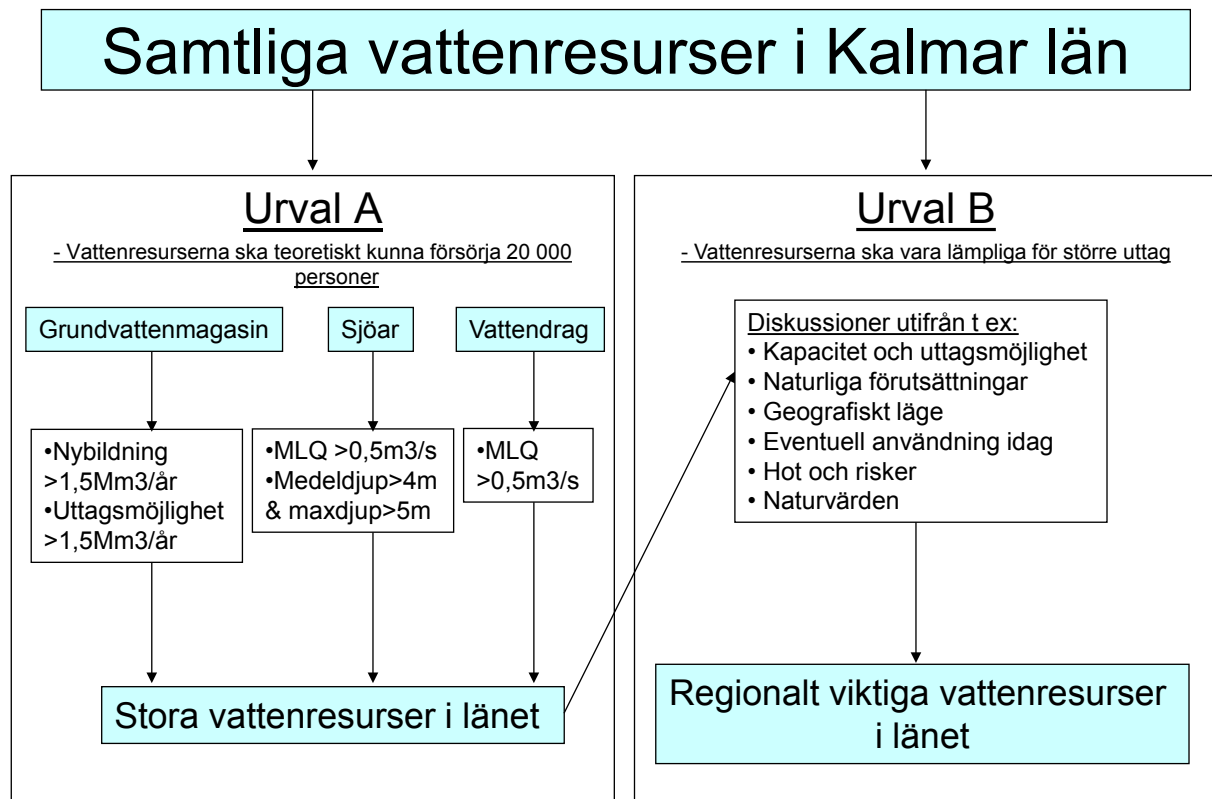 Samtliga vattenresurser i Kalmar län
Urval A
- Vattenresurserna ska teoretiskt kunna försörja 20 000
personer
Grundvattenmagasin
Sjöar
Vattendrag
•Nybildning
>1,5Mm3/år
•Uttagsmöjlighet
>1,5Mm3/år
•MLQ >0,5m3/s
•Medeldjup>4m
& maxdjup>5m
•MLQ
>0,5m3/s
Stora vattenresurser i länet
Urval B
- Vattenresurserna ska vara lämpliga för större uttag
Diskussioner utifrån t ex:
• Kapacitet och uttagsmöjlighet
• Naturliga förutsättningar
• Geografiskt läge
• Eventuell användning idag
• Hot och risker
• Naturvärden
Regionalt viktiga vattenresurser
i länet